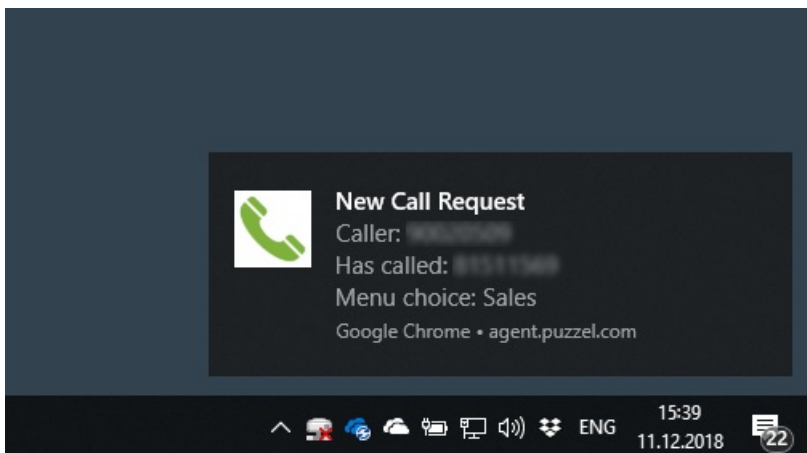 New Call Request
Caller:
Has called:
Menu choice: Sales
Google Chrome • agent.puzzel.com
ENG
15:39
11.12.2018
22